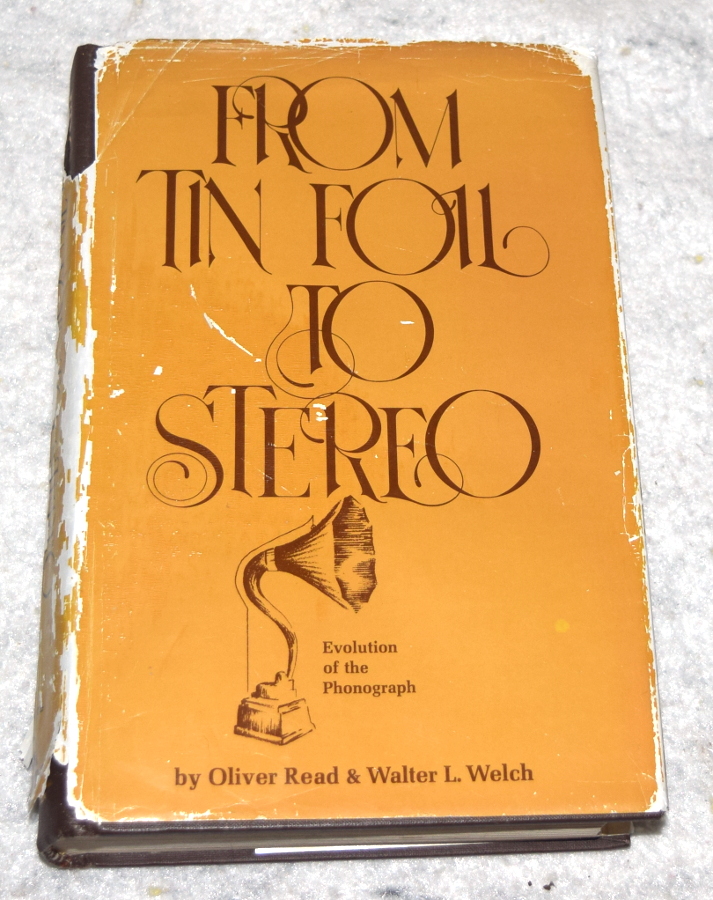 FROM
TIN FOIL
TO
STEREO
Evolution
of the
Phonograph
by Oliver Read & Walter L. Welch